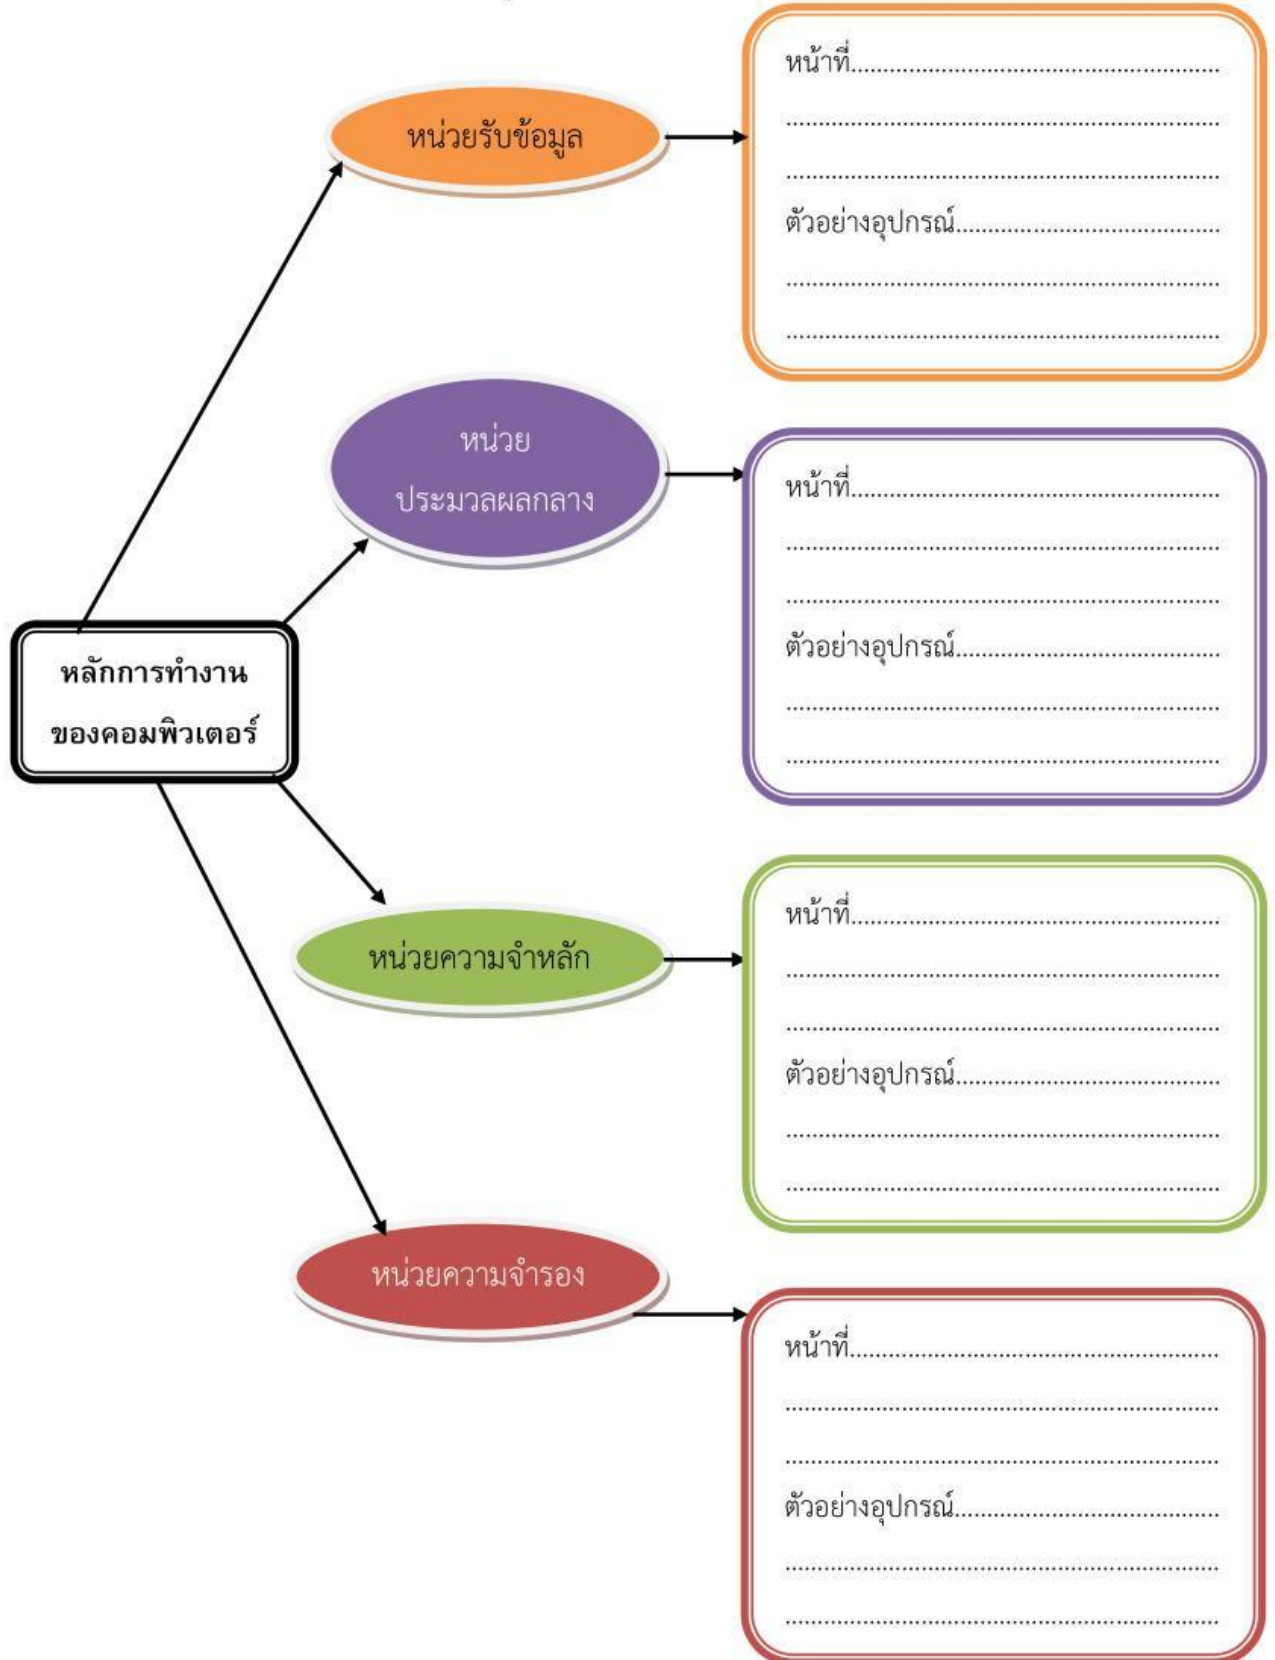 หลักการทำงาน
ของคอมพิวเตอร์
หน่วยรับข้อมูล
หน้าที่.........................................................
...................................................................
...................................................................
ตัวอย่างอุปกรณ์.........................................
...................................................................
...................................................................
หน่วย
ประมวลผลกลาง
หน้าที่.........................................................
...................................................................
...................................................................
ตัวอย่างอุปกรณ์.........................................
...................................................................
...................................................................
หน่วยความจำหลัก
หน้าที่.........................................................
...................................................................
...................................................................
ตัวอย่างอุปกรณ์.........................................
...................................................................
...................................................................
หน่วยความจำรอง
หน้าที่.........................................................
...................................................................
...................................................................
ตัวอย่างอุปกรณ์.........................................
...................................................................
...................................................................